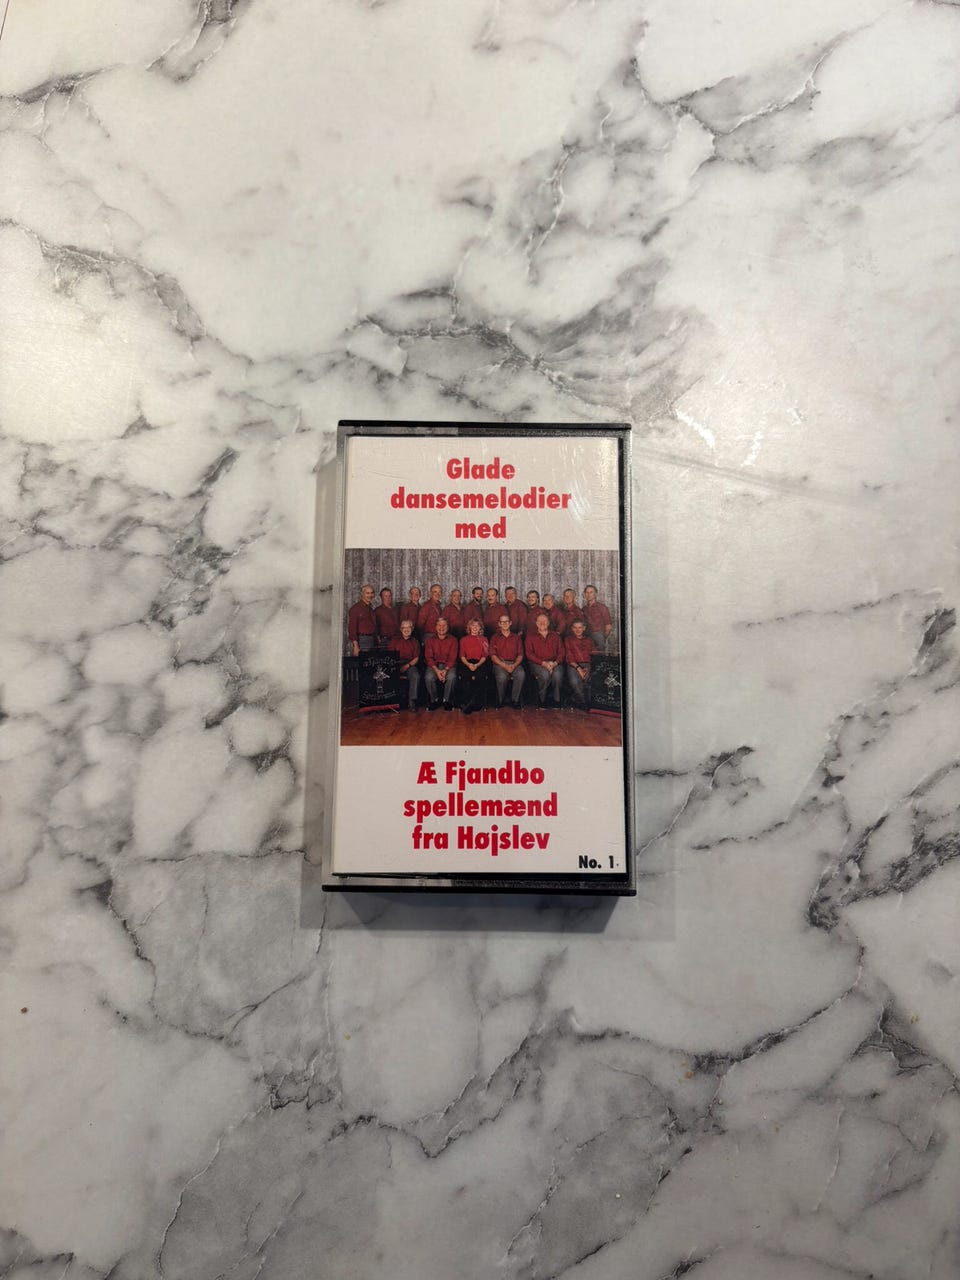 Glade
dansemelodier
med
Æ Fjandbo
spellemænd
fra Højslev
No. 1